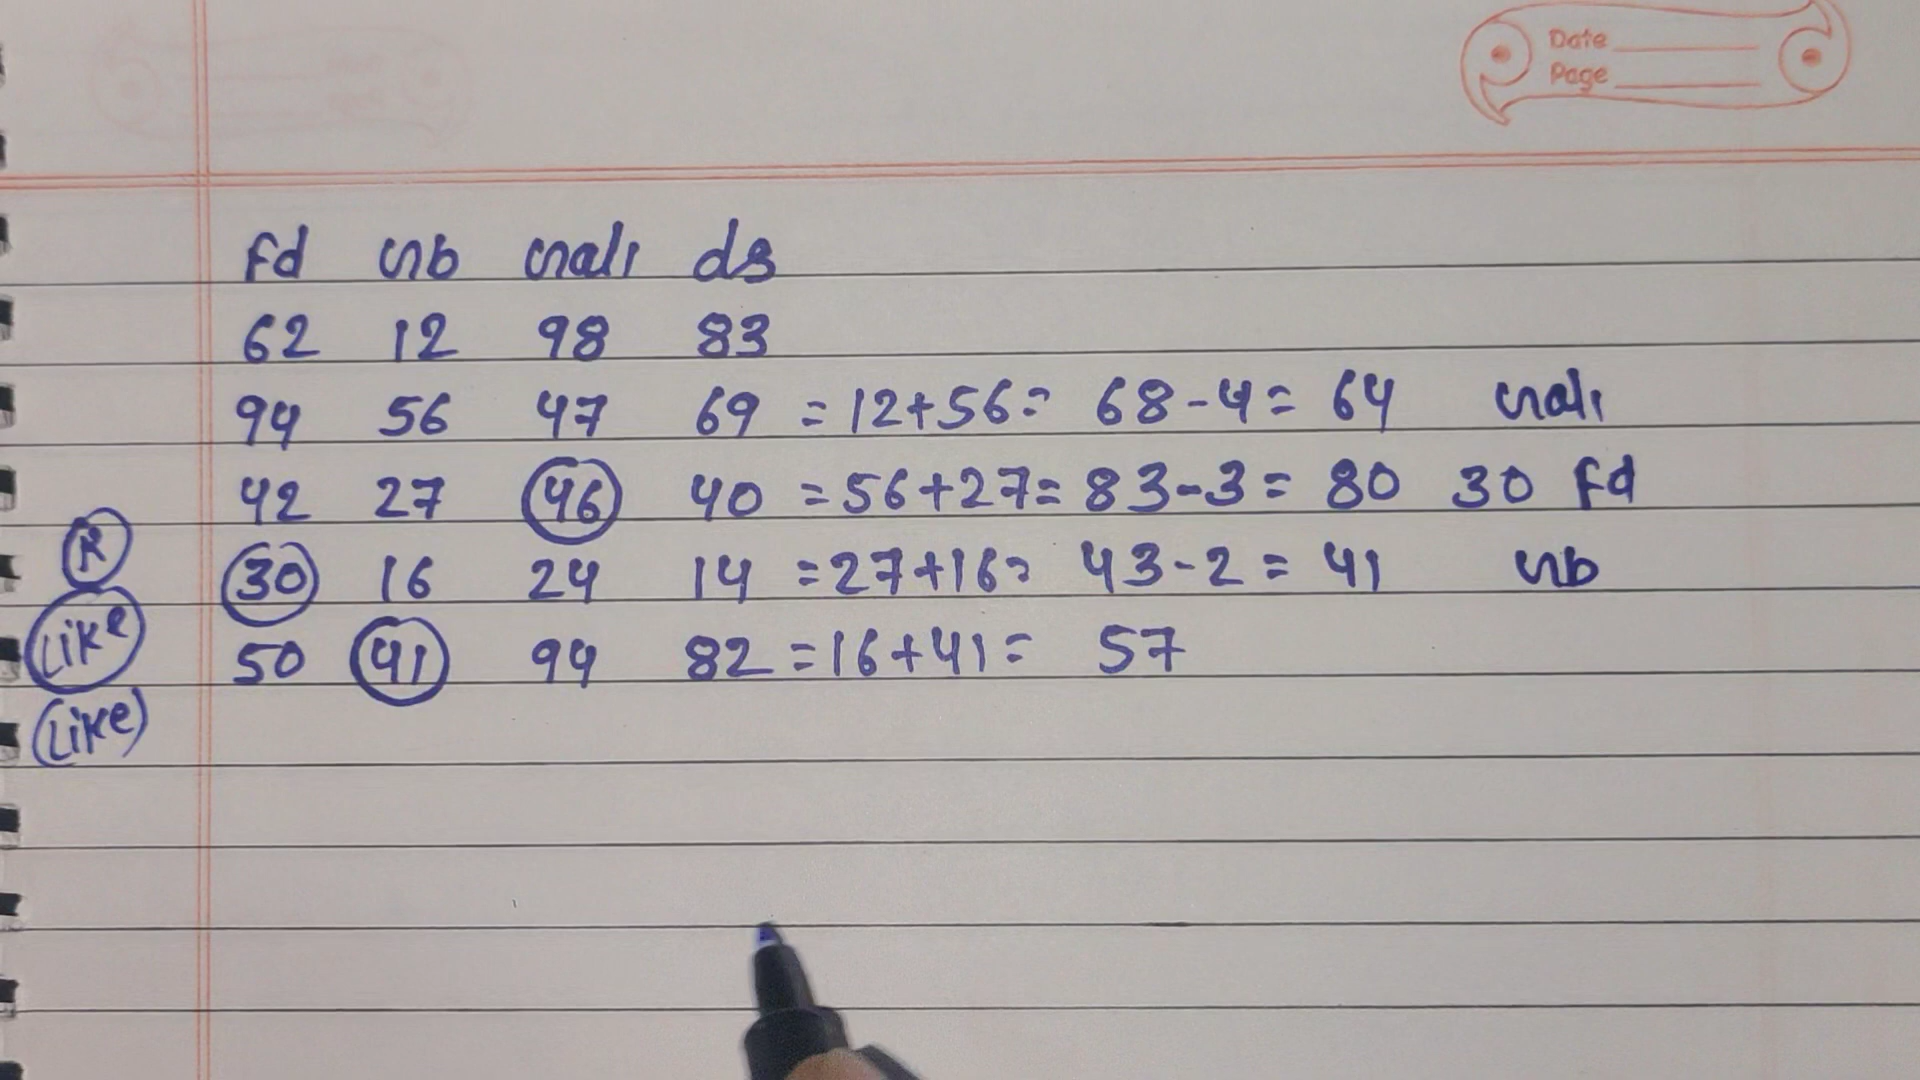 Date
Page
Fd gb gali ds
62 12 98 83
94 56 47 69 = 12+56= 68-4= 64 gali
42 27 46 40 = 56+27= 83-3= 80 30 Fd
30 16 24 14 = 27+16= 43-2= 41 gb
50 41 94 82 = 16+41= 57
R
Like
(Like)